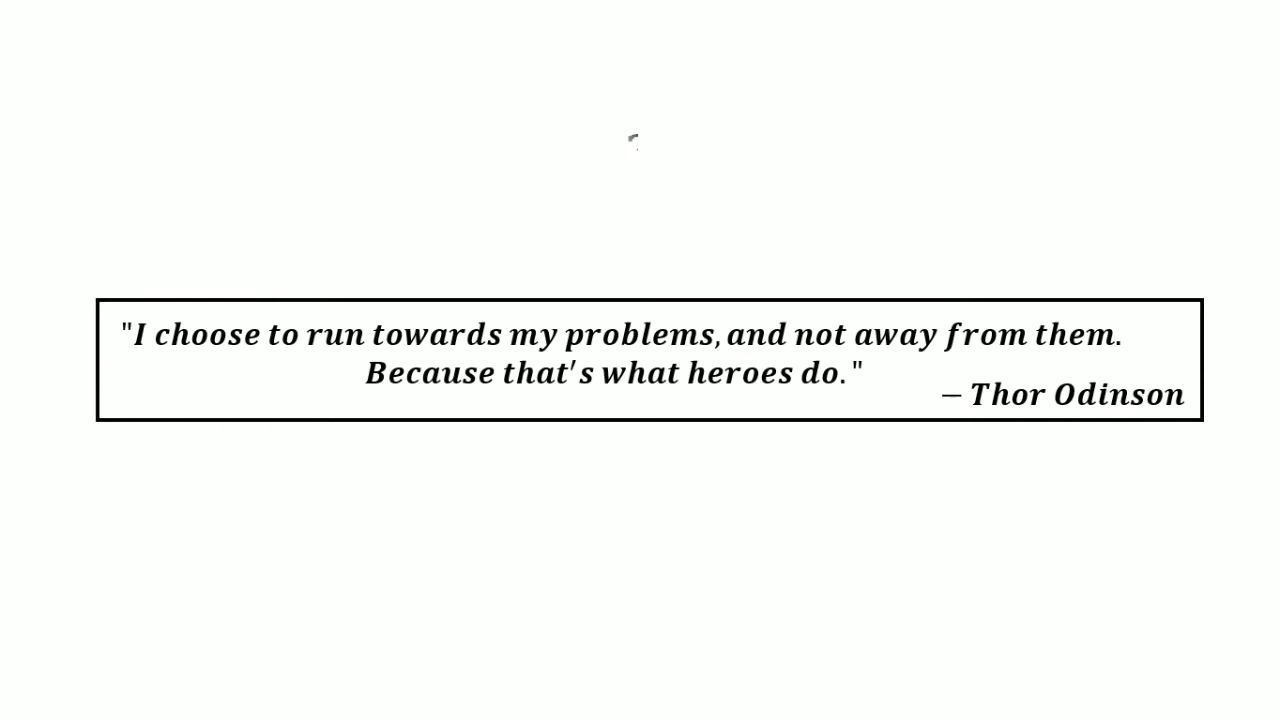 "I choose to run towards my problems, and not away from them.
Because that's what heroes do."
— Thor Odinson